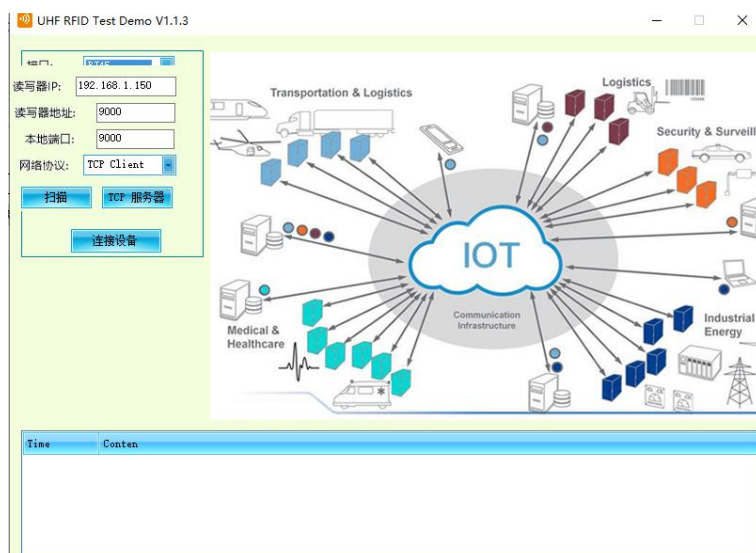 UHF RFID Test Demo V1.1.3
接口:
RJ45
读写器IP:
192.168.1.150
读写器地址:
9000
本地端口:
9000
网络协议:
TCP Client
扫描
TCP 服务器
连接设备
Transportation & Logistics
Logistics
Security & Surveill
IOT
Communication
Infrastructure
Medical &
Healthcare
Industrial
Energy
Time
Conten